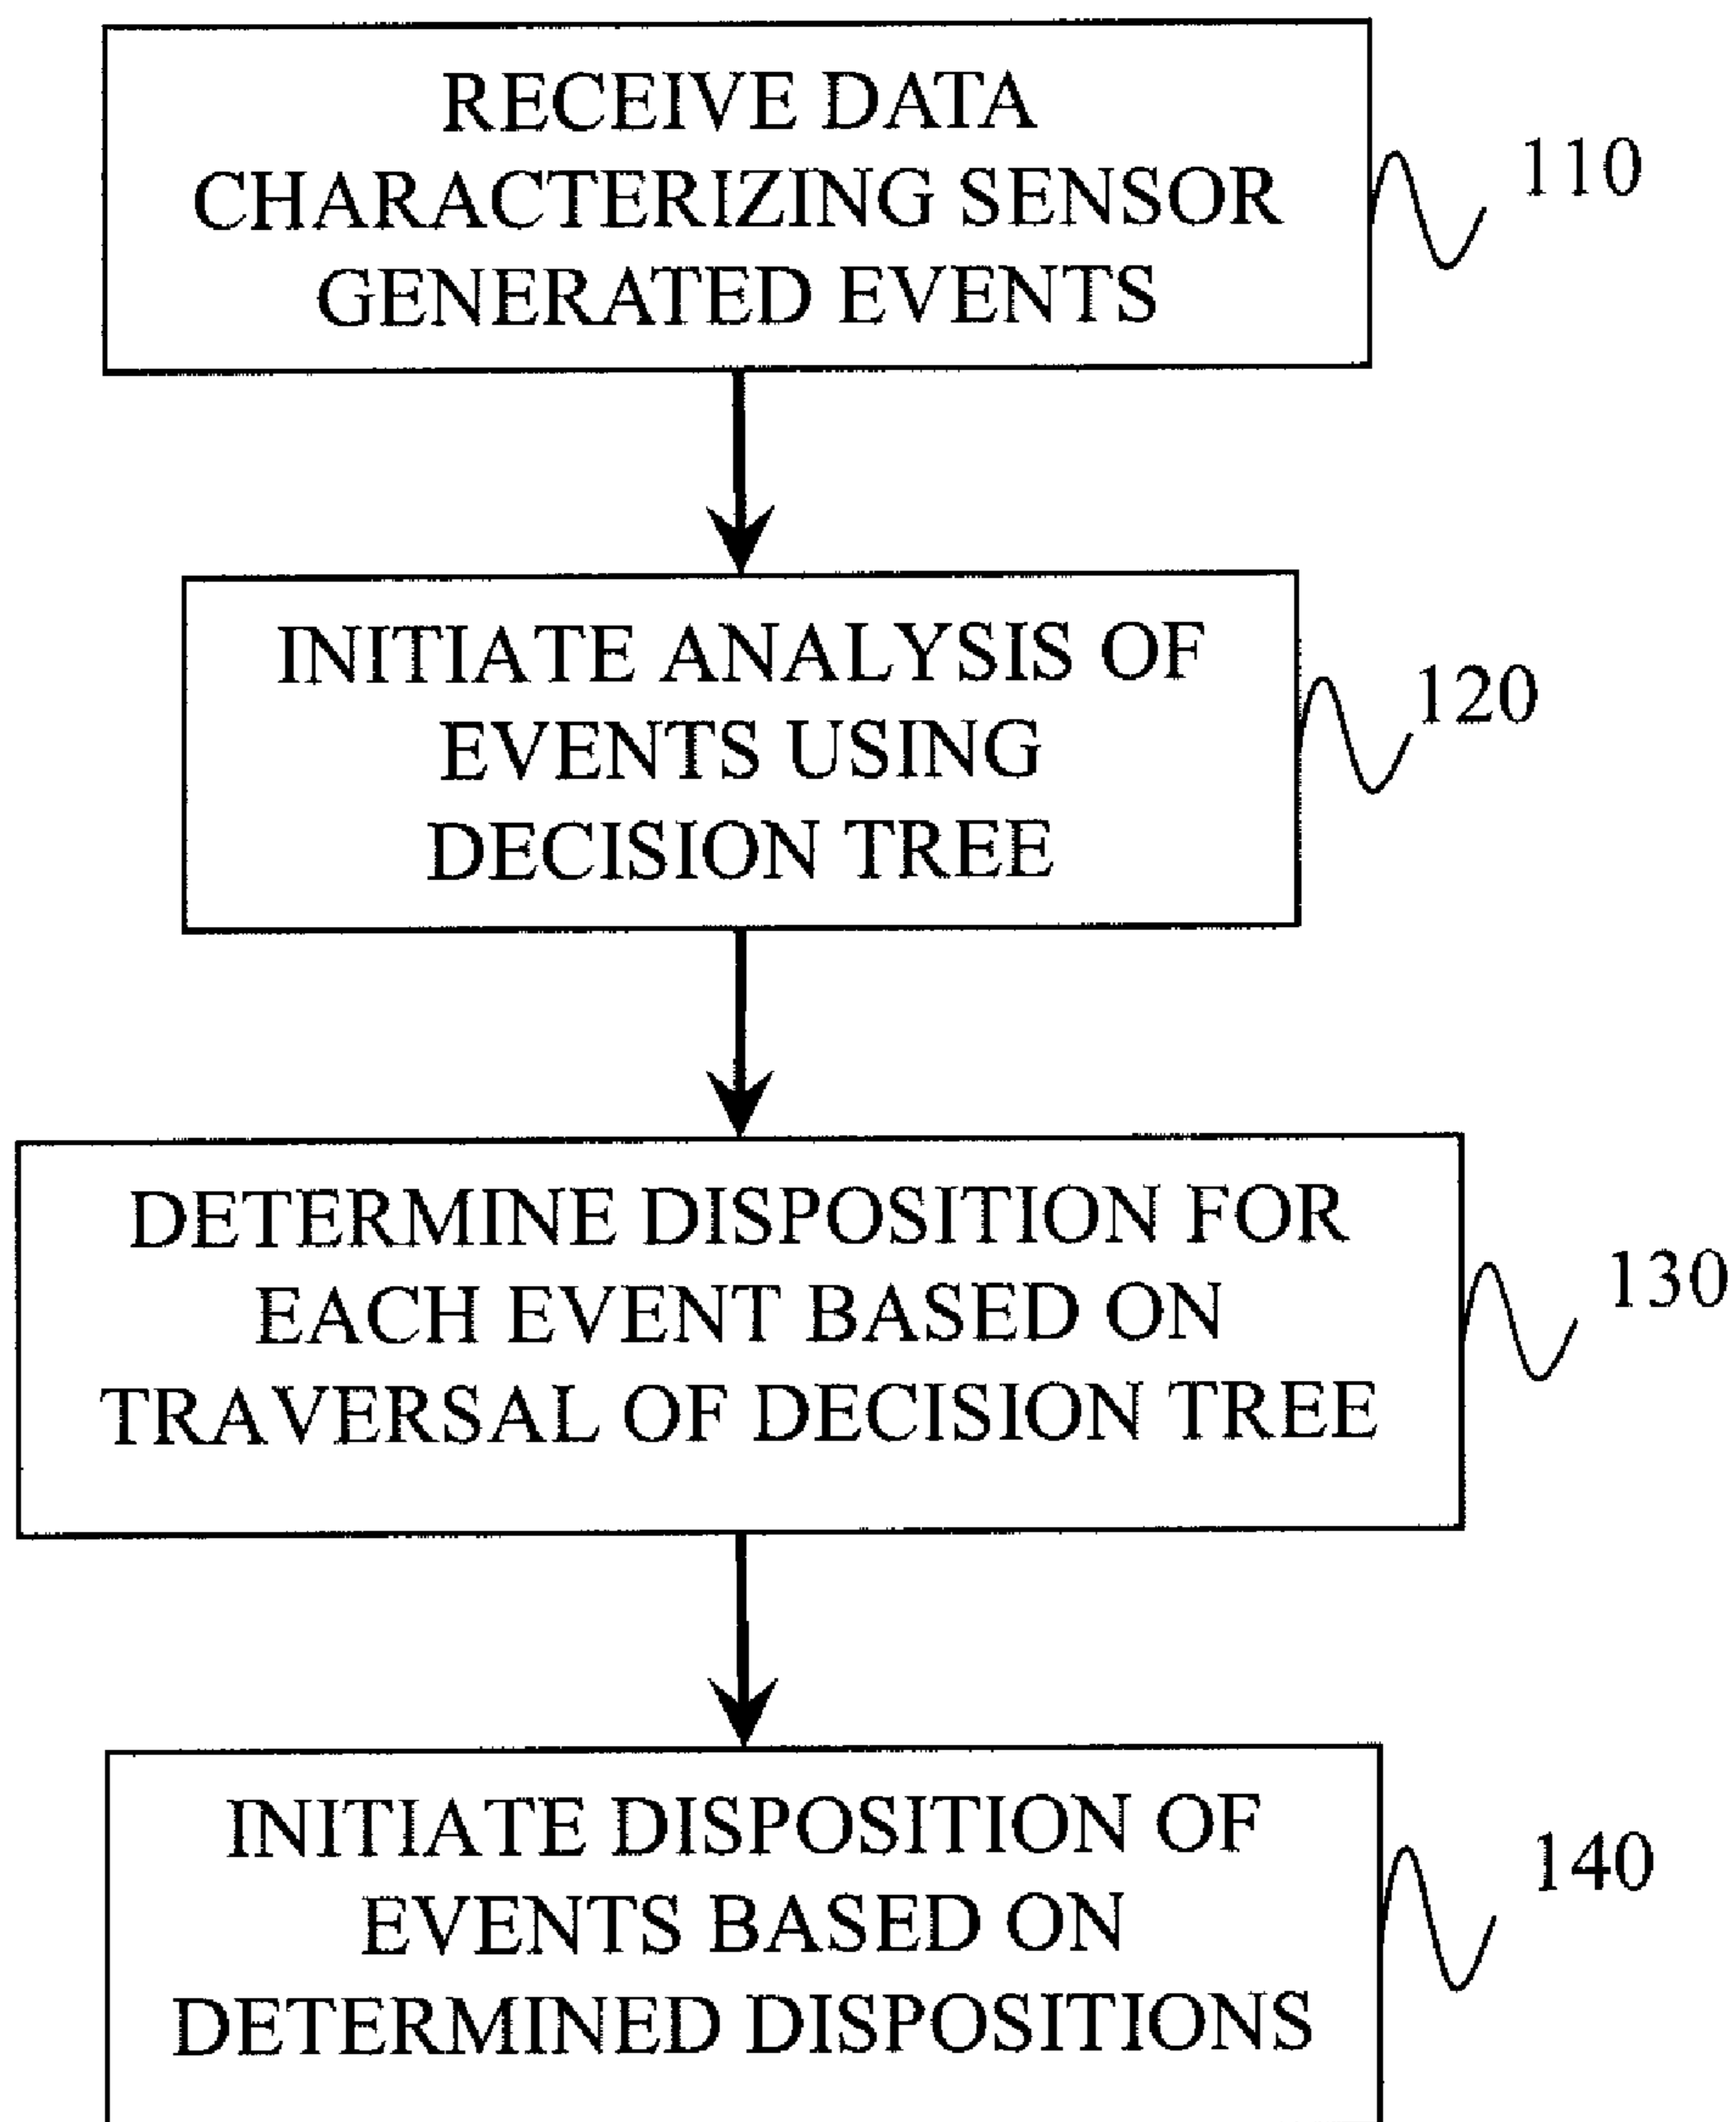 RECEIVE DATA
CHARACTERIZING SENSOR
GENERATED EVENTS
110
INITIATE ANALYSIS OF
EVENTS USING
DECISION TREE
120
DETERMINE DISPOSITION FOR
EACH EVENT BASED ON
TRAVERSAL OF DECISION TREE
130
INITIATE DISPOSITION OF
EVENTS BASED ON
DETERMINED DISPOSITIONS
140